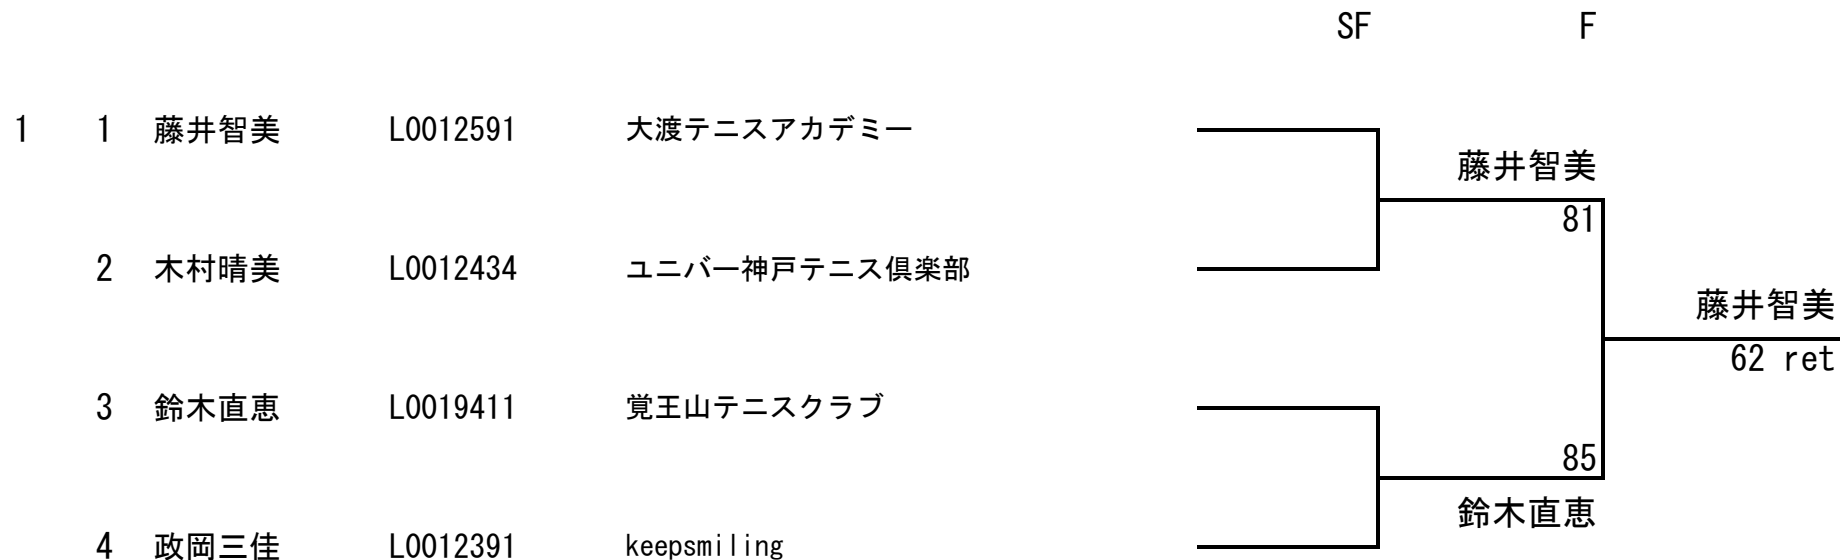 SF F
1 1 藤井智美 L0012591 大渡テニスアカデミー
藤井智美
81
2 木村晴美 L0012434 ユニバー神戸テニス倶楽部
藤井智美
62 ret
3 鈴木直恵 L0019411 覚王山テニスクラブ
85
鈴木直恵
4 政岡三佳 L0012391 keepsmiling